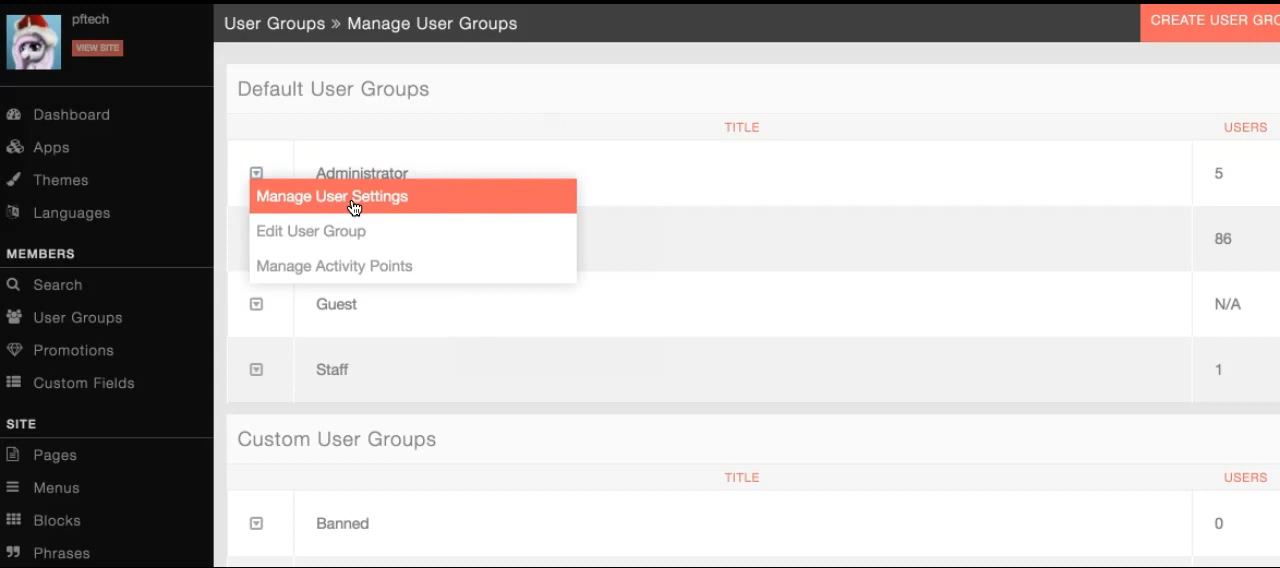 pftech
VIEW SITE
Dashboard
Apps
Themes
Languages
MEMBERS
Search
User Groups
Promotions
Custom Fields
SITE
Pages
Menus
Blocks
Phrases
User Groups » Manage User Groups
CREATE USER GRO
Default User Groups
TITLE USERS
Administrator 5
Manage User Settings
Edit User Group 86
Manage Activity Points
Guest N/A
Staff 1
Custom User Groups
TITLE USERS
Banned 0